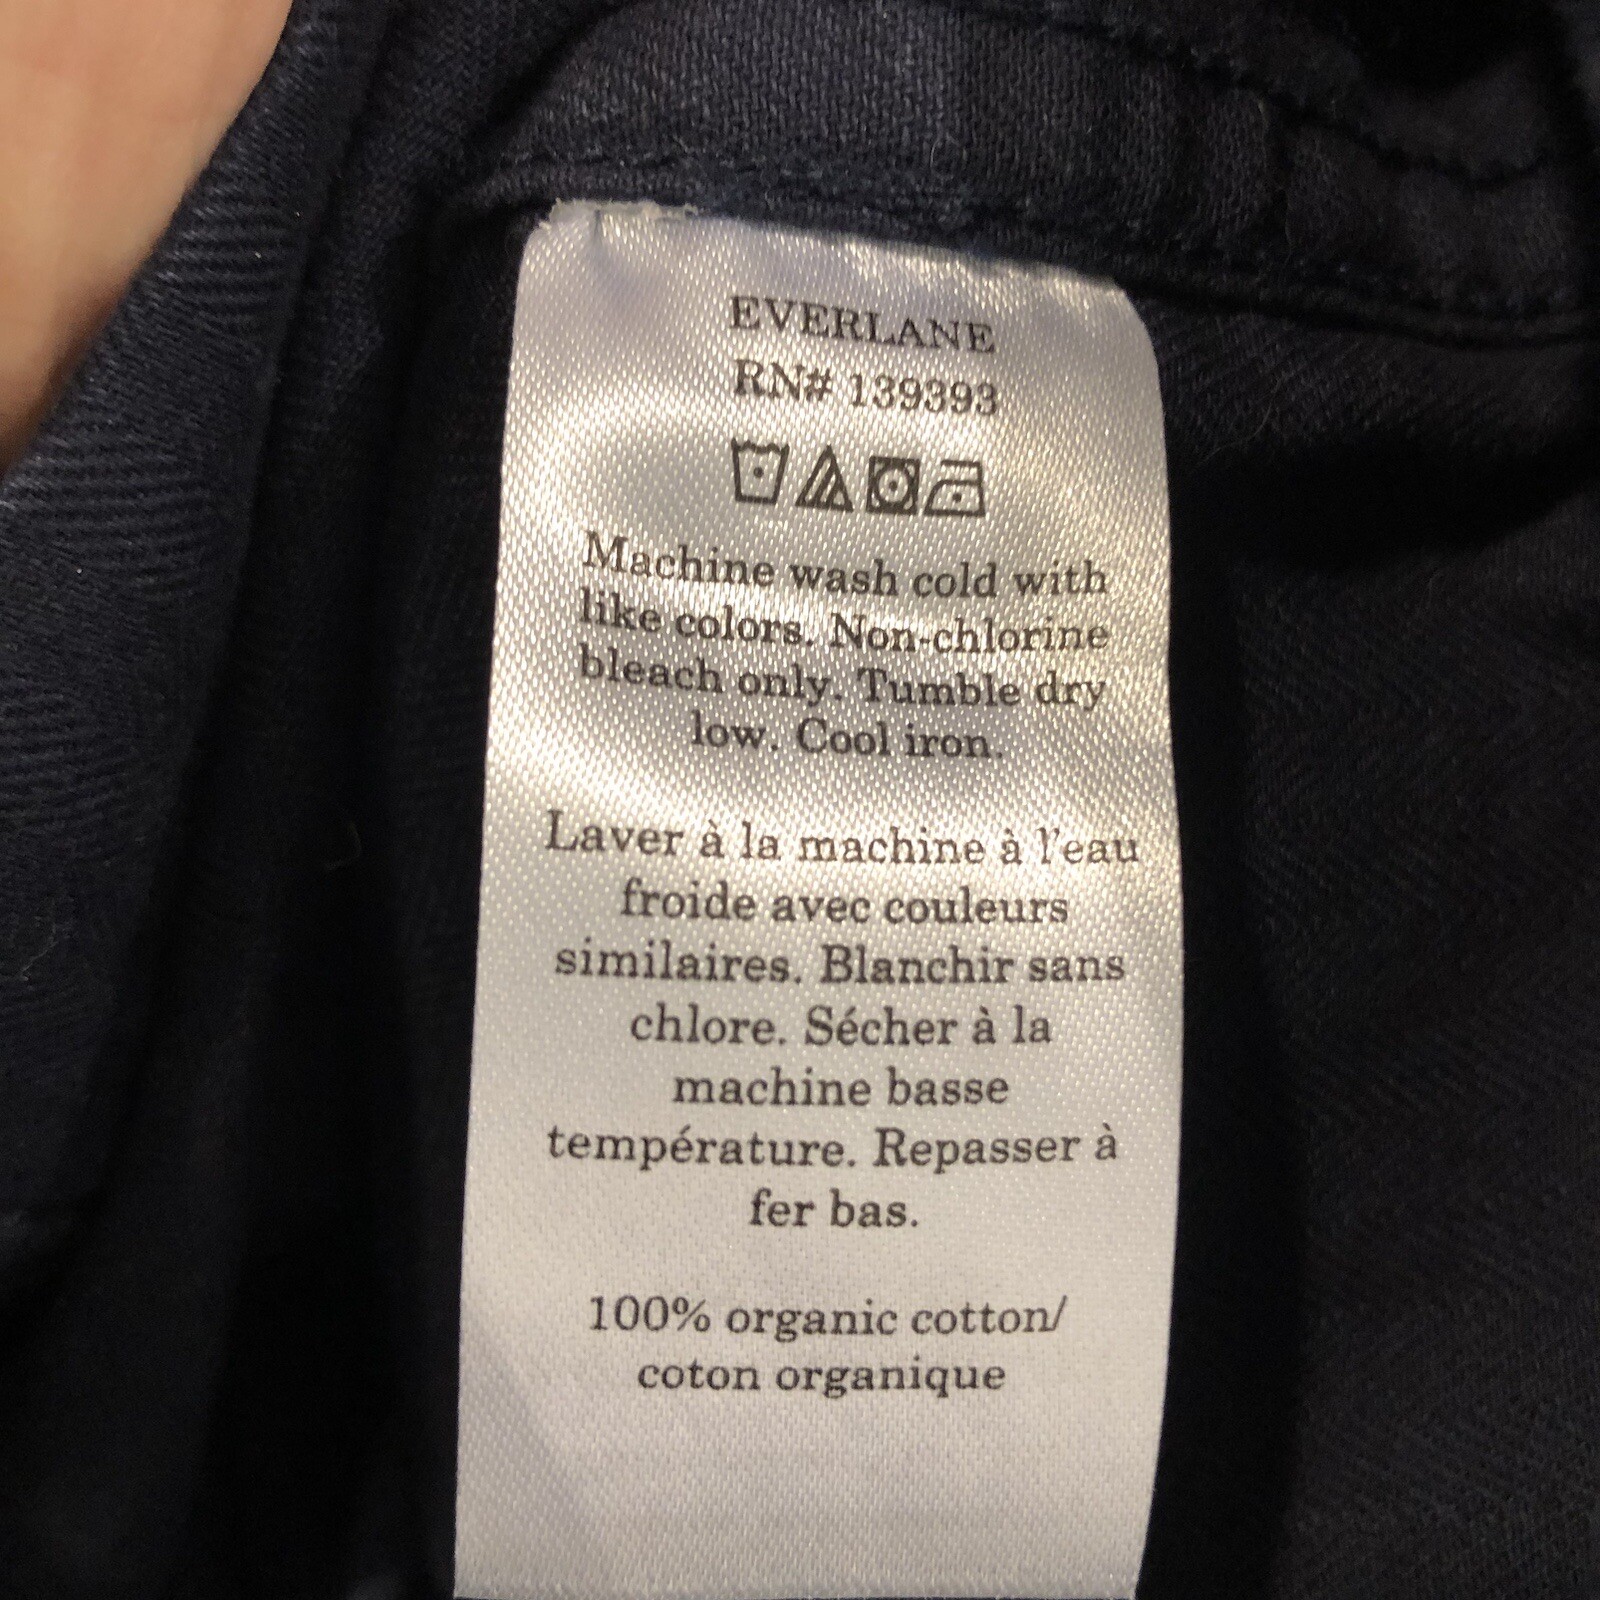 EVERLANE
RN# 139393
Machine wash cold with
like colors. Non-chlorine
bleach only. Tumble dry
low. Cool iron.
Laver à la machine à l'eau
froide avec couleurs
similaires. Blanchir sans
chlore. Sécher à la
machine basse
température. Repasser à
fer bas.
100% organic cotton/
coton organique